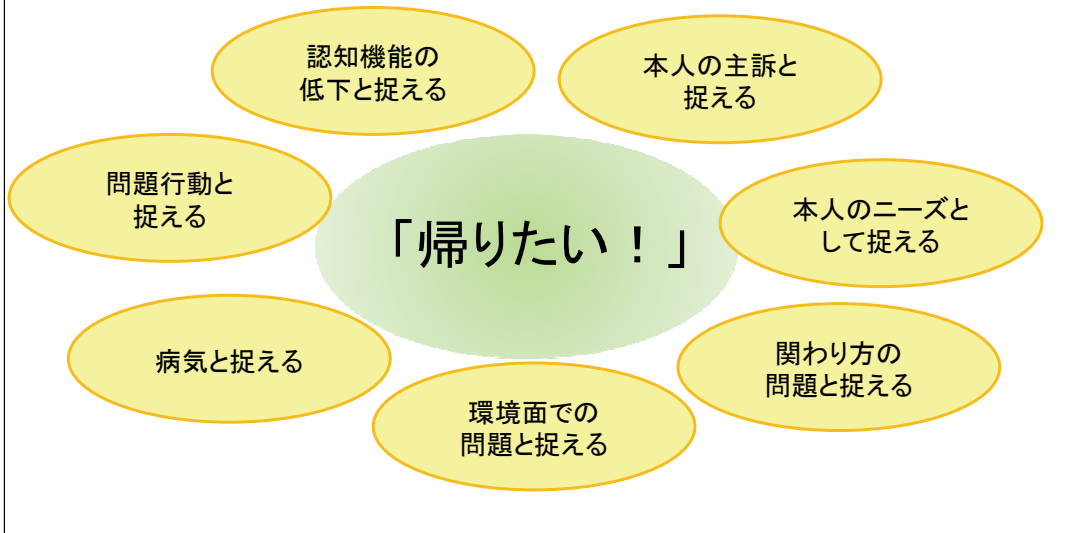 認知機能の
低下と捉える
本人の主訴と
捉える
問題行動と
捉える
「帰りたい！」
本人のニーズと
して捉える
病気と捉える
関わり方の
問題と捉える
環境面での
問題と捉える